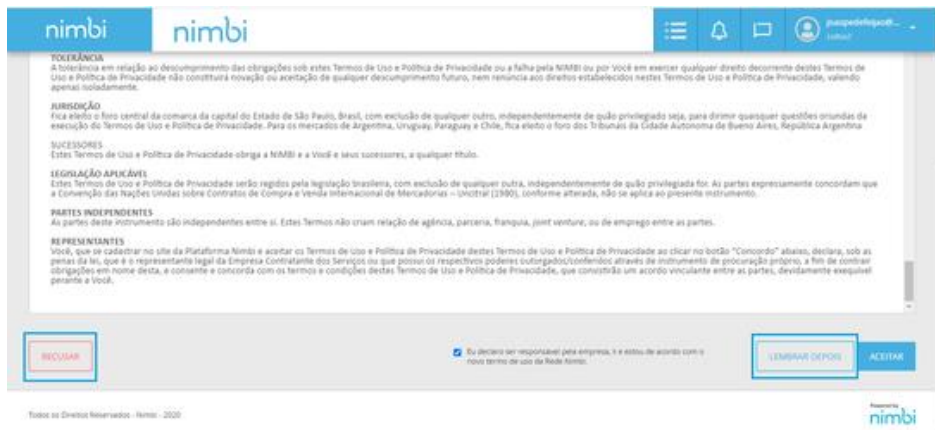 nimbi
nimbi
TOLERÂNCIA
A tolerância em relação ao descumprimento das obrigações sob estes Termos de Uso e Política de Privacidade ou a falha pela NIMBI ou por Você em exercer qualquer direito decorrente destes Termos de
Uso e Política de Privacidade não constituirá novação ou aceitação de qualquer descumprimento futuro, nem renúncia aos direitos estabelecidos nestes Termos de Uso e Política de Privacidade, valendo
apenas isoladamente.
JURISDIÇÃO
Fica eleito o foro central da comarca da capital do Estado de São Paulo, Brasil, com exclusão de qualquer outro, independentemente de quão privilegiado seja, para dirimir quaisquer questões oriundas da
execução do Termos de Uso e Política de Privacidade. Para os mercados de Argentina, Uruguay, Paraguay e Chile, fica eleito o foro dos Tribunais da Cidade Autonoma de Bueno Aires, República Argentina
SUCESSORES
Estes Termos de Uso e Política de Privacidade obriga a NIMBI e a Você e seus sucessores, a qualquer título.
LEGISLAÇÃO APLICÁVEL
Estes Termos de Uso e Política de Privacidade serão regidos pela legislação brasileira, com exclusão de qualquer outra, independentemente de quão privilegiada for. As partes expressamente concordam que
a Convenção das Nações Unidas sobre Contratos de Compra e Venda Internacional de Mercadorias – Uncitral (1980), conforme alterada, não se aplica ao presente instrumento.
PARTES INDEPENDENTES
As partes deste instrumento são independentes entre si. Estes Termos não criam relação de agência, parceria, franquia, joint venture, ou de emprego entre as partes.
REPRESENTANTES
Você, que se cadastrar no site da Plataforma Nimbi e aceitar os Termos de Uso e Política de Privacidade destes Termos de Uso e Política de Privacidade ao clicar no botão "Concordo" abaixo, declara, sob as
penas da lei, que é o representante legal da Empresa Contratante dos Serviços ou que possui os respectivos poderes outorgados/conferidos através de instrumento de procuração próprio, a fim de contrair
obrigações em nome desta, e consente e concorda com os termos e condições destes Termos de Uso e Política de Privacidade, que consistirão um acordo vinculante entre as partes, devidamente exequível
perante a Você.
RECUSAR
Eu declaro ser responsável pela empresa, li e estou de acordo com o
novo termo de uso da Rede Nimbi.
LEMBRAR DEPOIS
ACEITAR
Todos os Direitos Reservados - Nimbi - 2020
Powered by
nimbi